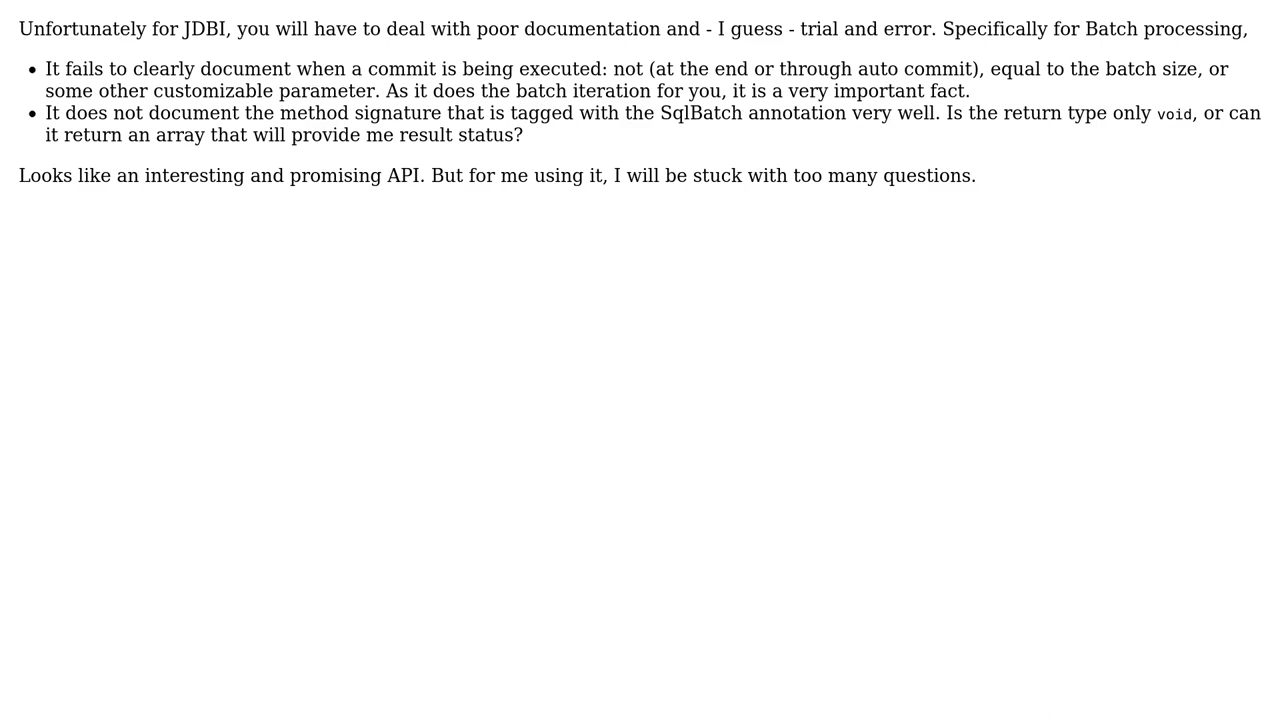 Unfortunately for JDBI, you will have to deal with poor documentation and - I guess - trial and error. Specifically for Batch processing,
• It fails to clearly document when a commit is being executed: not (at the end or through auto commit), equal to the batch size, or
some other customizable parameter. As it does the batch iteration for you, it is a very important fact.
• It does not document the method signature that is tagged with the SqlBatch annotation very well. Is the return type only void, or can
it return an array that will provide me result status?
Looks like an interesting and promising API. But for me using it, I will be stuck with too many questions.